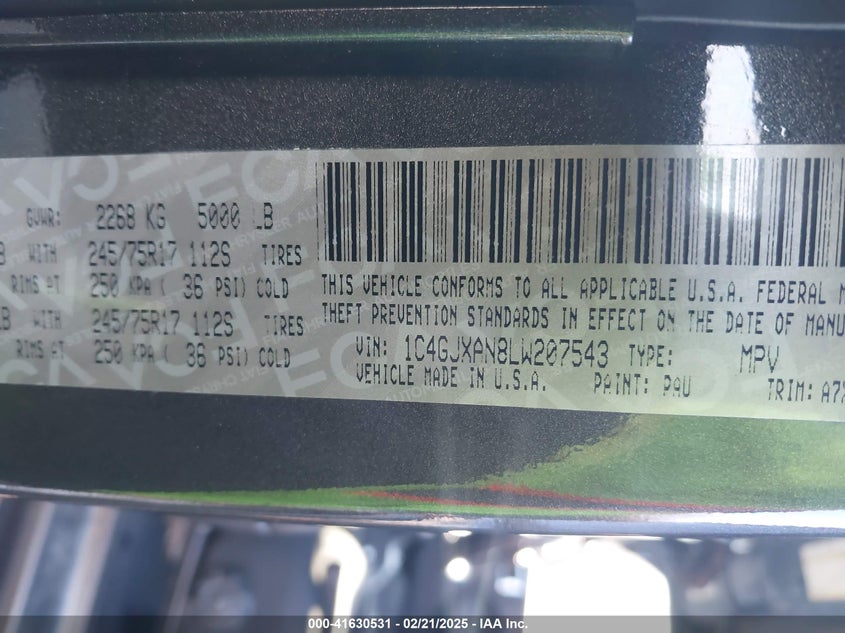 GVWR: 2268 KG 5000 LB
WITH 245/75R17 112S TIRES
RIMS AT 250 KPA ( 36 PSI) COLD
LB WITH 245/75R17 112S TIRES
RIMS AT 250 KPA ( 36 PSI) COLD
THIS VEHICLE CONFORMS TO ALL APPLICABLE U.S.A. FEDERAL M
THEFT PREVENTION STANDARDS IN EFFECT ON THE DATE OF MANU
VIN: 1C4GJXAN8LW207543 TYPE: MPV
VEHICLE MADE IN U.S.A. PAINT: PAU TRIM: A7X
000-41630531 - 02/21/2025 - IAA Inc.